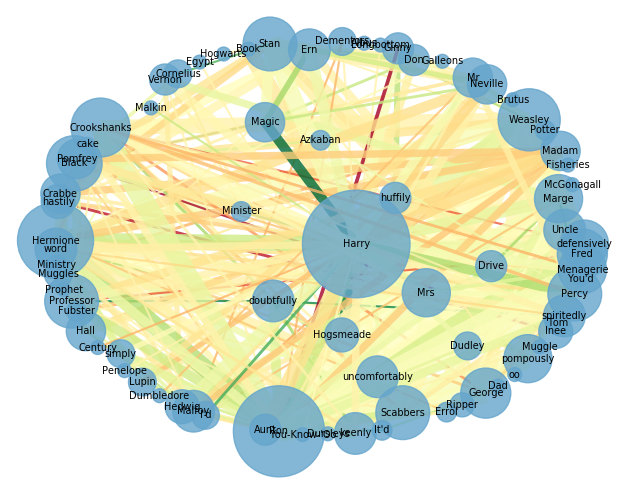 Stan
Ern
Dementors
Longbottom
Ginny
Book
Hogwarts
Don
Galleons
Egypt
Cornelius
Vernon
Mr
Neville
Brutus
Malkin
Magic
Weasley
Crookshanks
Potter
Azkaban
cake
Madam
Pomfrey
Black
Fisheries
McGonagall
Crabbe
huffily
Marge
hastily
Minister
Uncle
Hermione
Harry
defensively
word
Fred
Ministry
Drive
Menagerie
Muggles
You'd
Prophet
Mrs
Percy
Professor
doubtfully
Fubster
spiritedly
Tom
Hall
Hogsmeade
Inee
Century
Dudley
Muggle
simply
pompously
Penelope
uncomfortably
oo
Lupin
Dad
Dumbledore
George
Hedwig
Ripper
Malfoy
Scabbers
Error
I'd
Aunt
Ron
You-Know-
Dursleys
keenly
It'd